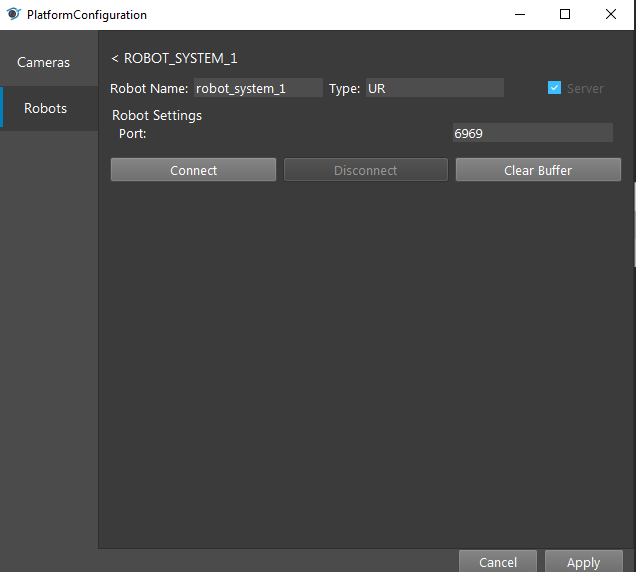 PlatformConfiguration
Cameras
Robots
< ROBOT_SYSTEM_1
Robot Name: robot_system_1 Type: UR Server
Robot Settings
Port: 6969
Connect Disconnect Clear Buffer
Cancel Apply